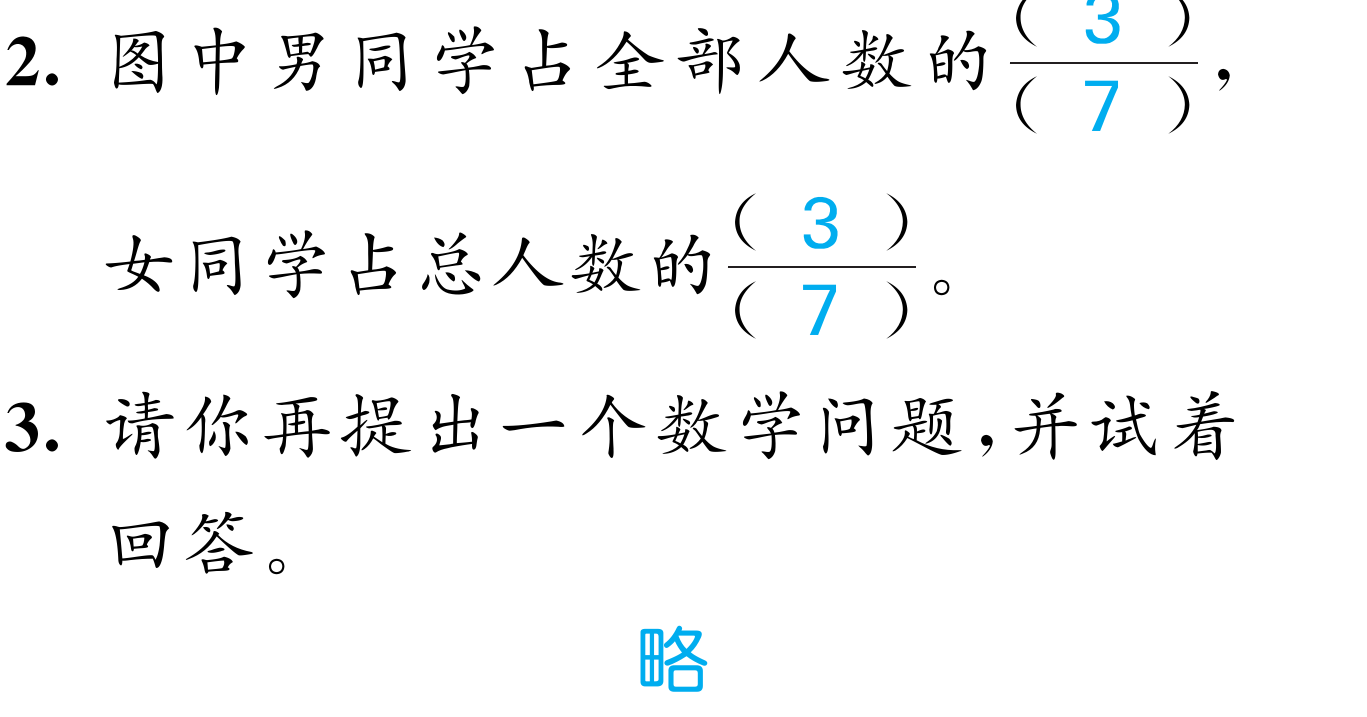 2. 图中男同学占全部人数的( 3 )/( 7 ),
女同学占总人数的( 3 )/( 7 )。
3. 请你再提出一个数学问题,并试着
回答。
略